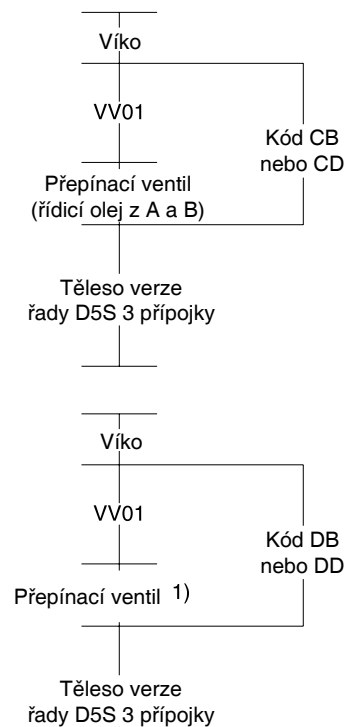 Víko
VV01
Kód CB
nebo CD
Přepínací ventil
(řídicí olej z A a B)
Těleso verze
řady D5S 3 přípojky
Víko
VV01
Kód DB
nebo DD
Přepínací ventil 1)
Těleso verze
řady D5S 3 přípojky